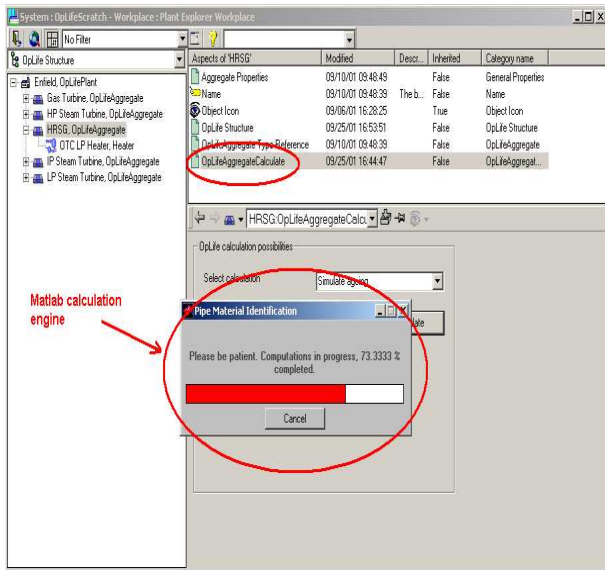 System : OpLifeScratch - Workplace : Plant Explorer Workplace
No Filter
OpLife Structure
Enfield, OpLifePlant
Gas Turbine, OpLifeAggregate
HP Steam Turbine, OpLifeAggregate
HRSG, OpLifeAggregate
OTC LP Heater, Heater
IP Steam Turbine, OpLifeAggregate
LP Steam Turbine, OpLifeAggregate
Aspects of 'HRSG' Modified Descr... Inherited Category name
Aggregate Properties 09/10/01 09:48:49 False General Properties
Name 09/10/01 09:48:39 The b... False Name
Object Icon 09/06/01 16:28:25 True Object Icon
OpLife Structure 09/25/01 16:53:51 False OpLife Structure
OpLifeAggregate Type Reference 09/10/01 09:48:39 False OpLifeAggregate
OpLifeAggregateCalculate 09/25/01 16:44:47 False OpLifeAggregat...
HRSG:OpLifeAggregateCalcu
OpLife calculation possibilities
Select calculation Simulate ageing
Matlab calculation
engine
Pipe Material Identification
Please be patient. Computations in progress, 73.3333 %
completed.
Cancel